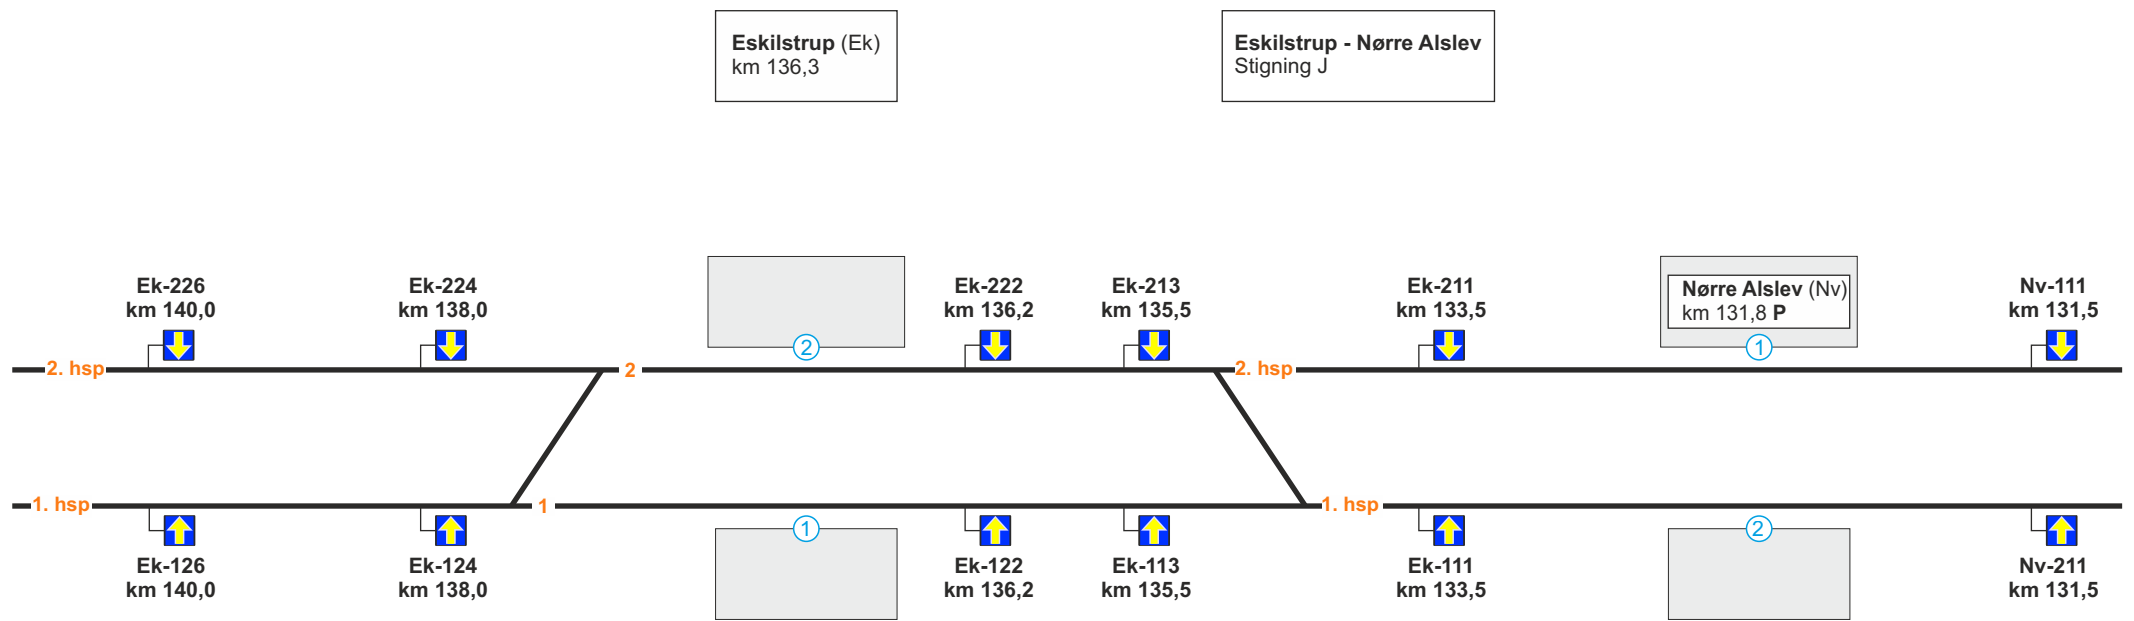 Eskilstrup (Ek)
km 136,3
Eskilstrup - Nørre Alslev
Stigning J
Ek-226
km 140,0
Ek-224
km 138,0
Ek-222
km 136,2
Ek-213
km 135,5
Ek-211
km 133,5
Nørre Alslev (Nv)
km 131,8 P
Nv-111
km 131,5
2
1
2. hsp
2
2. hsp
1. hsp
1
1. hsp
1
2
Ek-126
km 140,0
Ek-124
km 138,0
Ek-122
km 136,2
Ek-113
km 135,5
Ek-111
km 133,5
Nv-211
km 131,5